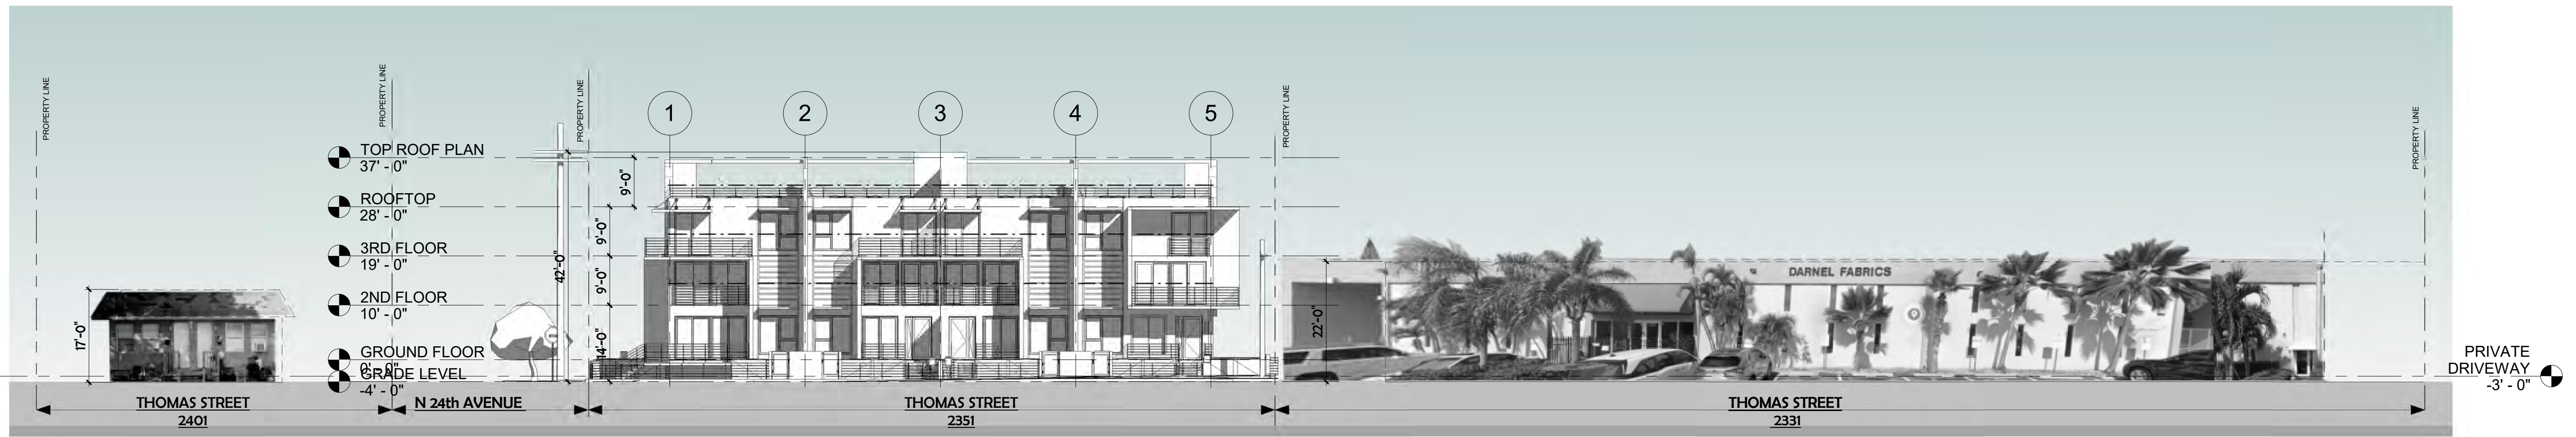 PROPERTY LINE
PROPERTY LINE
PROPERTY LINE
PROPERTY LINE
PROPERTY LINE
1
2
3
4
5
TOP ROOF PLAN
37' - 0"
ROOFTOP
28' - 0"
3RD FLOOR
19' - 0"
2ND FLOOR
10' - 0"
GROUND FLOOR
0' - 0"
GRADE LEVEL
-4' - 0"
17'-0"
42'-0"
9'-0"
9'-0"
9'-0"
14'-0"
22'-0"
DARNEL FABRICS
PRIVATE
DRIVEWAY
-3' - 0"
THOMAS STREET
2401
N 24th AVENUE
THOMAS STREET
2351
THOMAS STREET
2331